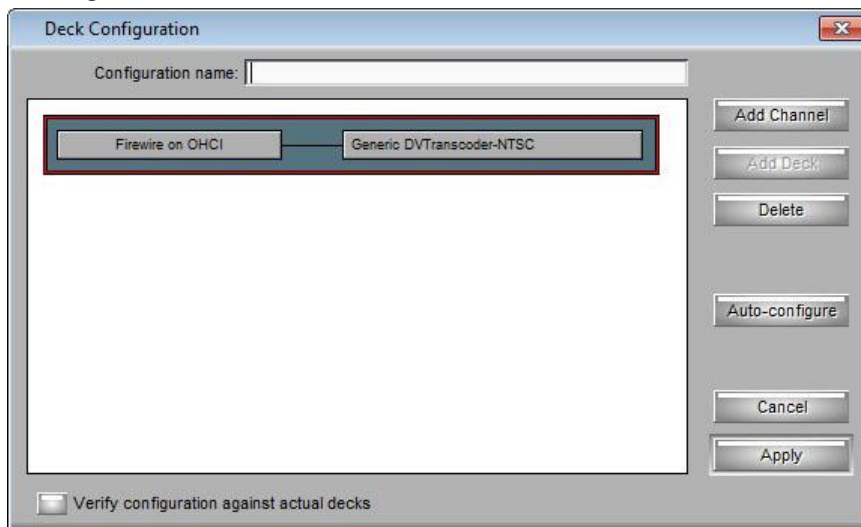 Deck Configuration
Configuration name:
Add Channel
Firewire on OHCI
Generic DVTranscoder-NTSC
Add Deck
Delete
Auto-configure
Cancel
Apply
Verify configuration against actual decks